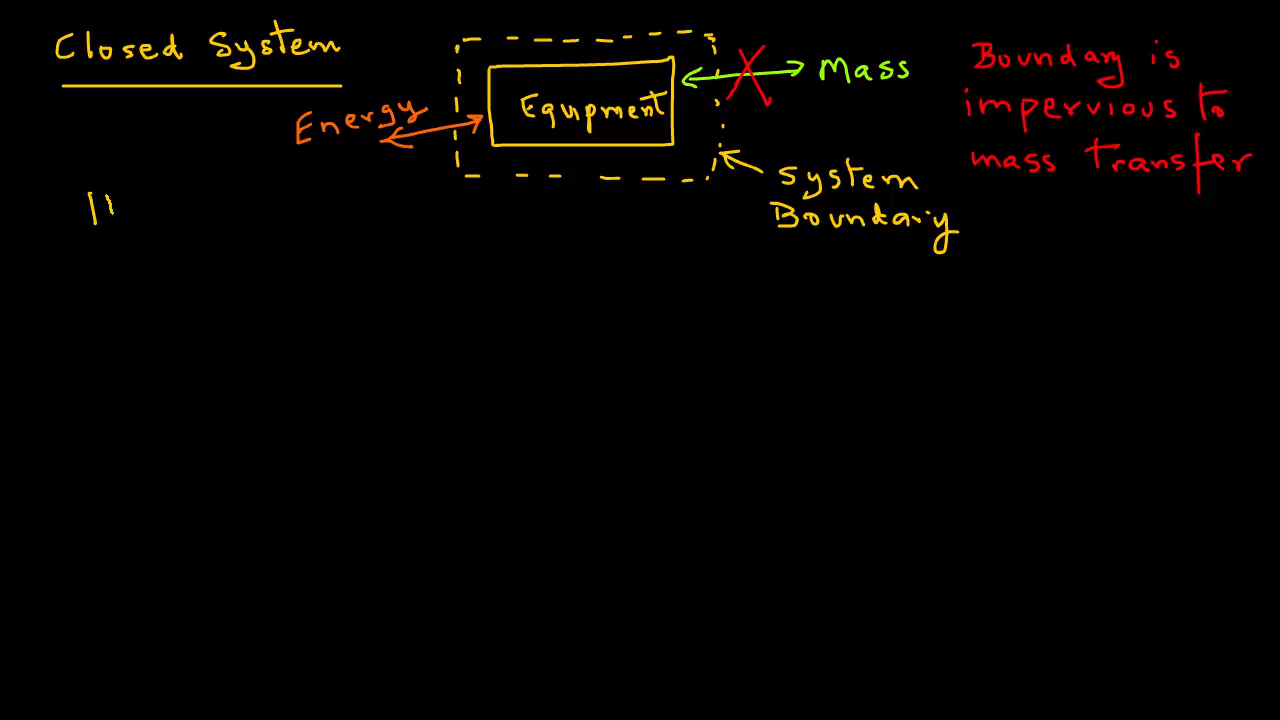 Closed System
Energy
Equipment
Mass
System
Boundary
Boundary is
impervious to
mass transfer